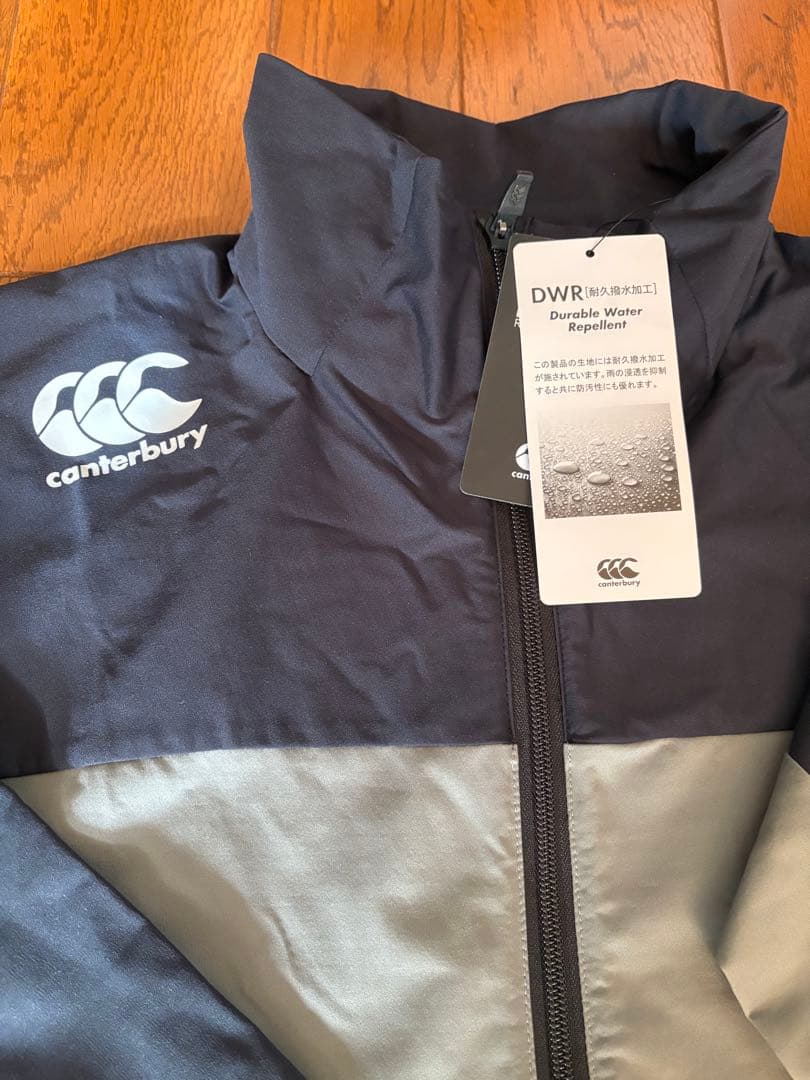 canterbury
DWR[耐久撥水加工]
Durable Water
Repellent
この製品の生地には耐久撥水加工
が施されています。雨の浸透を抑制
すると共に防汚性にも優れます。
canterbury